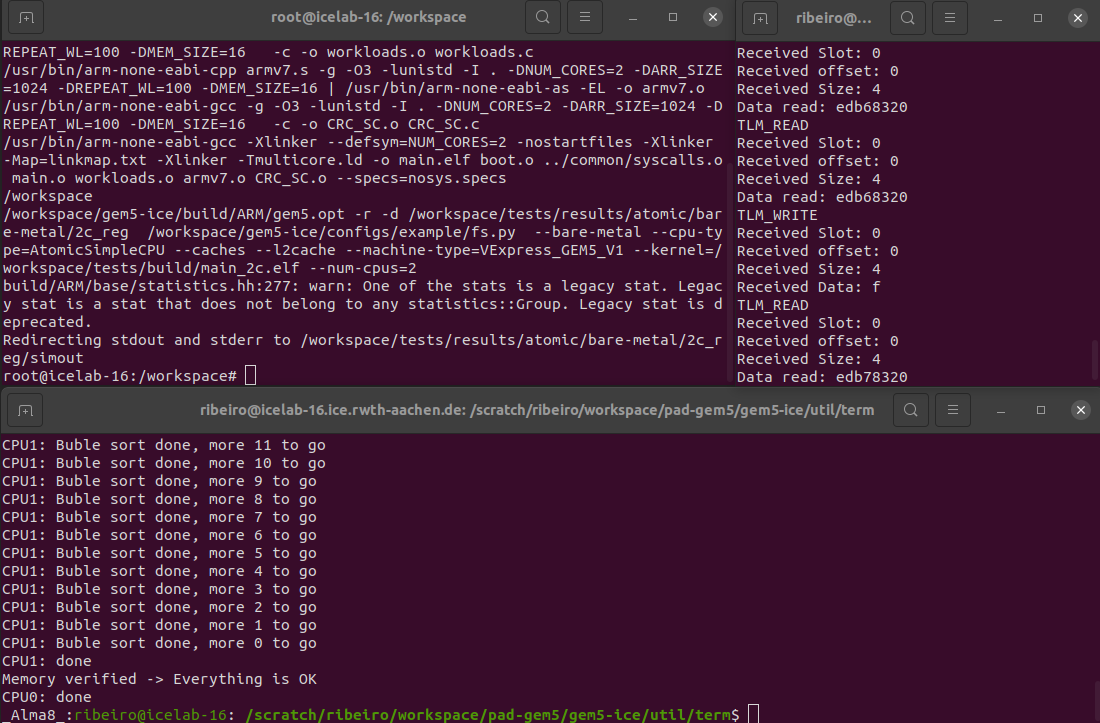 root@icelab-16: /workspace
REPEAT_WL=100 -DMEM_SIZE=16   -c -o workloads.o workloads.c
/usr/bin/arm-none-eabi-cpp armv7.s -g -O3 -lunistd -I . -DNUM_CORES=2 -DARR_SIZE
=1024 -DREPEAT_WL=100 -DMEM_SIZE=16 | /usr/bin/arm-none-eabi-as -EL -o armv7.o
/usr/bin/arm-none-eabi-gcc -g -O3 -lunistd -I . -DNUM_CORES=2 -DARR_SIZE=1024 -D
REPEAT_WL=100 -DMEM_SIZE=16   -c -o CRC_SC.o CRC_SC.c
/usr/bin/arm-none-eabi-gcc -Xlinker --defsym=NUM_CORES=2 -nostartfiles -Xlinker
-Map=linkmap.txt -Xlinker -Tmulticore.ld -o main.elf boot.o ../common/syscalls.o
 main.o workloads.o armv7.o CRC_SC.o --specs=nosys.specs
/workspace
/workspace/gem5-ice/build/ARM/gem5.opt -r -d /workspace/tests/results/atomic/bar
e-metal/2c_reg  /workspace/gem5-ice/configs/example/fs.py  --bare-metal --cpu-ty
pe=AtomicSimpleCPU --caches --l2cache --machine-type=VExpress_GEM5_V1 --kernel=/
workspace/tests/build/main_2c.elf --num-cpus=2
build/ARM/base/statistics.hh:277: warn: One of the stats is a legacy stat. Legac
y stat is a stat that does not belong to any statistics::Group. Legacy stat is d
eprecated.
Redirecting stdout and stderr to /workspace/tests/results/atomic/bare-metal/2c_r
eg/simout
root@icelab-16:/workspace#
ribeiro@...
Received Slot: 0
Received offset: 0
Received Size: 4
Data read: edb68320
TLM_READ
Received Slot: 0
Received offset: 0
Received Size: 4
Data read: edb68320
TLM_WRITE
Received Slot: 0
Received offset: 0
Received Size: 4
Received Data: f
TLM_READ
Received Slot: 0
Received offset: 0
Received Size: 4
Data read: edb78320
ribeiro@icelab-16.ice.rwth-aachen.de: /scratch/ribeiro/workspace/pad-gem5/gem5-ice/util/term
CPU1: Buble sort done, more 11 to go
CPU1: Buble sort done, more 10 to go
CPU1: Buble sort done, more 9 to go
CPU1: Buble sort done, more 8 to go
CPU1: Buble sort done, more 7 to go
CPU1: Buble sort done, more 6 to go
CPU1: Buble sort done, more 5 to go
CPU1: Buble sort done, more 4 to go
CPU1: Buble sort done, more 3 to go
CPU1: Buble sort done, more 2 to go
CPU1: Buble sort done, more 1 to go
CPU1: Buble sort done, more 0 to go
CPU1: done
Memory verified -> Everything is OK
CPU0: done
_Alma8_:ribeiro@icelab-16: /scratch/ribeiro/workspace/pad-gem5/gem5-ice/util/term$